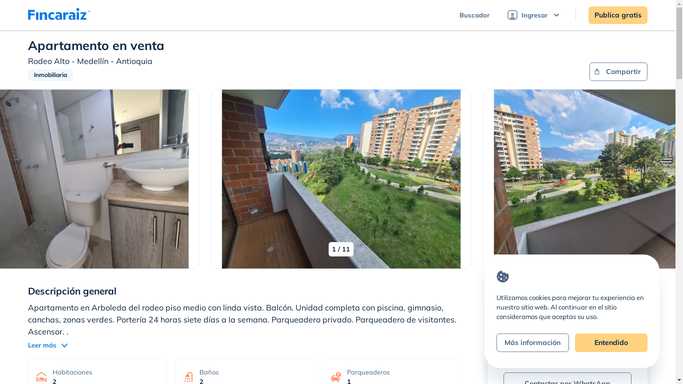 Fincaraiz
Buscador
Ingresar
Publica gratis
Apartamento en venta
Rodeo Alto - Medellín - Antioquia
Inmobiliaria
Compartir
1 / 11
Descripción general
Apartamento en Arboleda del rodeo piso medio con linda vista. Balcón. Unidad completa con piscina, gimnasio,
canchas, zonas verdes. Portería 24 horas siete días a la semana. Parqueadero privado. Parqueadero de visitantes.
Ascensor. .
Leer más
Habitaciones
2
Baños
2
Parqueaderos
1
Utilizamos cookies para mejorar tu experiencia en
nuestro sitio web. Al continuar en el sitio
consideramos que aceptas su uso.
Más información
Entendido
Contactar por WhatsApp